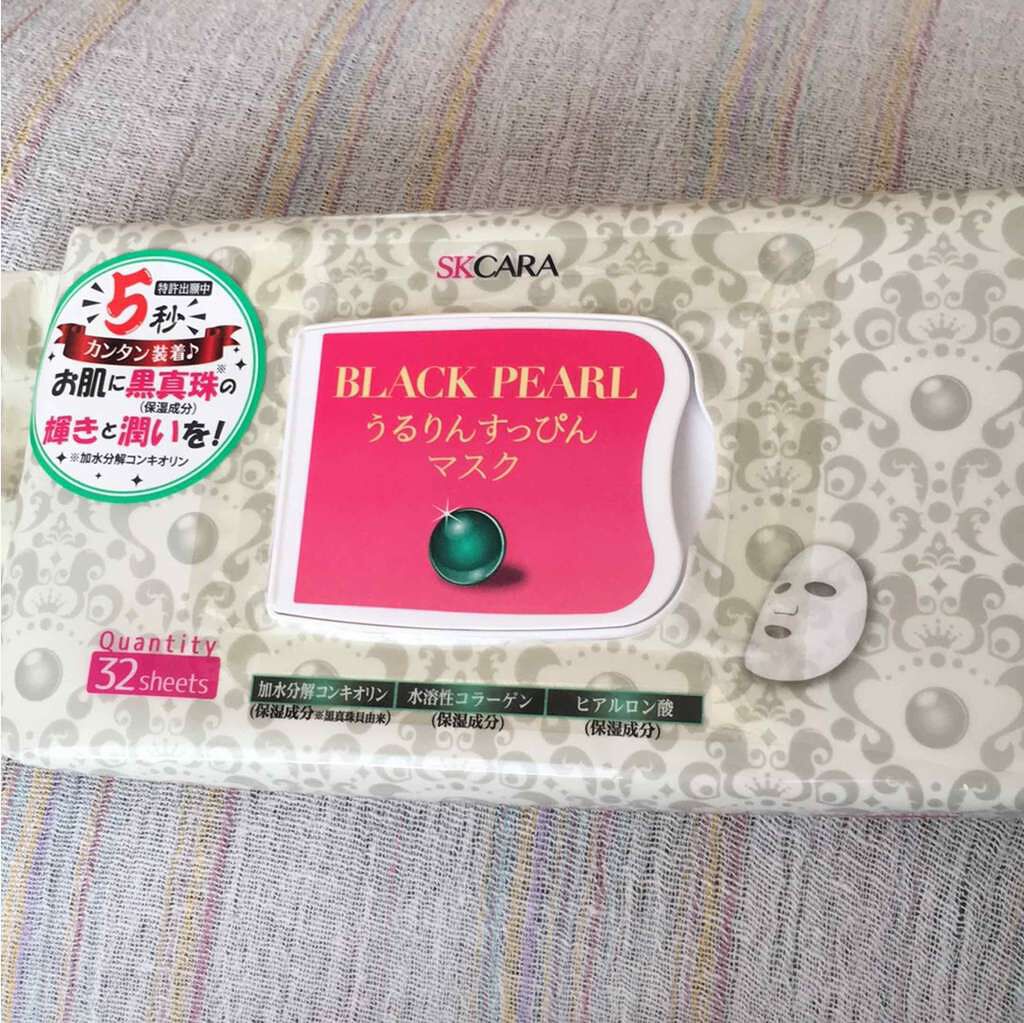 SKCARA
特許出願中
5秒
カンタン装着♪
お肌に黒真珠※の
(保湿成分)
輝きと潤いを!
※加水分解コンキオリン
BLACK PEARL
うるりんすっぴん
マスク
Quantity
32 sheets
加水分解コンキオリン
(保湿成分※黒真珠貝由来)
水溶性コラーゲン
(保湿成分)
ヒアルロン酸
(保湿成分)